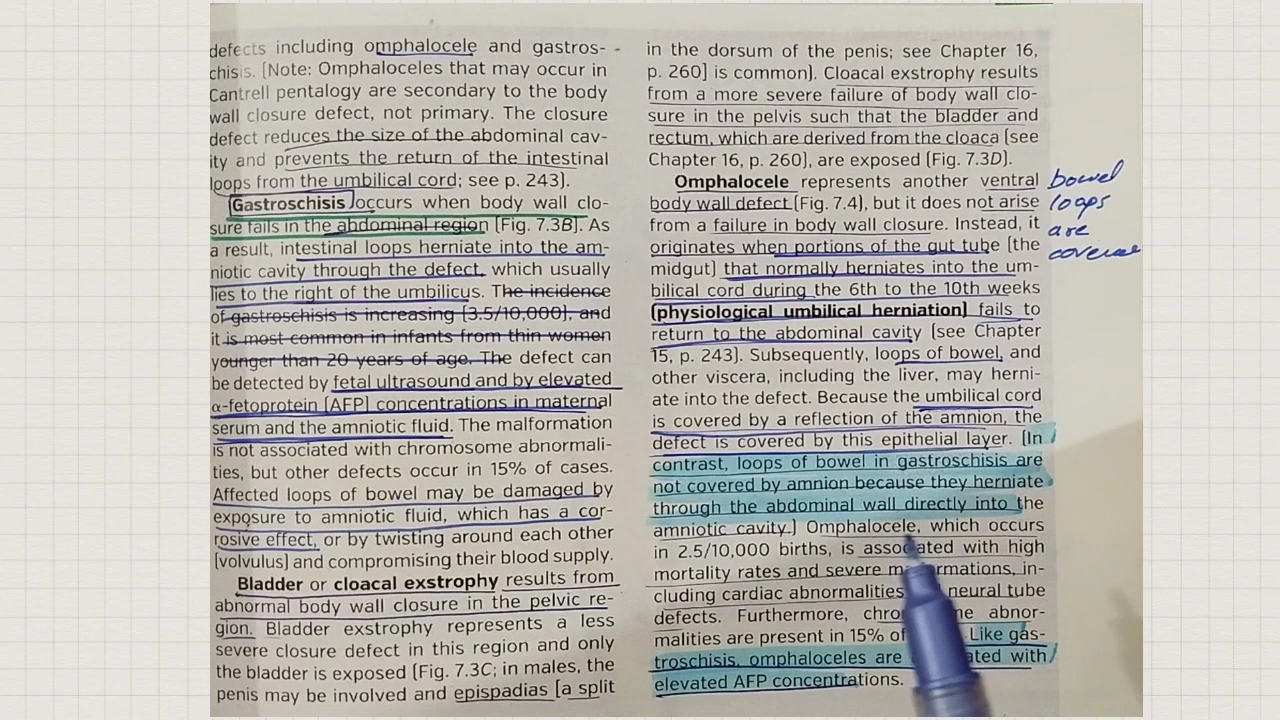 defects including omphalocele and gastros-
chisis. [Note: Omphaloceles that may occur in
Cantrell pentalogy are secondary to the body
wall closure defect, not primary. The closure
defect reduces the size of the abdominal cav-
ity and prevents the return of the intestinal
loops from the umbilical cord; see p. 243].
Gastroschisis occurs when body wall clo-
sure fails in the abdominal region (Fig. 7.3B). As
a result, intestinal loops herniate into the am-
niotic cavity through the defect, which usually
lies to the right of the umbilicus. The incidence
of gastroschisis is increasing (3.5/10,000), and
it is most common in infants from thin women
younger than 20 years of age. The defect can
be detected by fetal ultrasound and by elevated
α-fetoprotein (AFP) concentrations in maternal
serum and the amniotic fluid. The malformation
is not associated with chromosome abnormali-
ties, but other defects occur in 15% of cases.
Affected loops of bowel may be damaged by
exposure to amniotic fluid, which has a cor-
rosive effect, or by twisting around each other
(volvulus) and compromising their blood supply.
Bladder or cloacal exstrophy results from
abnormal body wall closure in the pelvic re-
gion. Bladder exstrophy represents a less
severe closure defect in this region and only
the bladder is exposed (Fig. 7.3C; in males, the
penis may be involved and epispadias [a split
in the dorsum of the penis; see Chapter 16,
p. 260] is common). Cloacal exstrophy results
from a more severe failure of body wall clo-
sure in the pelvis such that the bladder and
rectum, which are derived from the cloaca (see
Chapter 16, p. 260), are exposed (Fig. 7.3D).
Omphalocele represents another ventral
body wall defect (Fig. 7.4), but it does not arise
from a failure in body wall closure. Instead, it
originates when portions of the gut tube (the
midgut) that normally herniates into the um-
bilical cord during the 6th to the 10th weeks
(physiological umbilical herniation) fails to
return to the abdominal cavity (see Chapter
15, p. 243). Subsequently, loops of bowel, and
other viscera, including the liver, may herni-
ate into the defect. Because the umbilical cord
is covered by a reflection of the amnion, the
defect is covered by this epithelial layer. (In
contrast, loops of bowel in gastroschisis are
not covered by amnion because they herniate
through the abdominal wall directly into the
amniotic cavity.) Omphalocele, which occurs
in 2.5/10,000 births, is associated with high
mortality rates and severe malformations, in-
cluding cardiac abnormalities neural tube
defects. Furthermore, abnor-
malities are present in 15% of Like gas-
troschisis, omphaloceles are with
elevated AFP concentrations.
bowel
loops
are